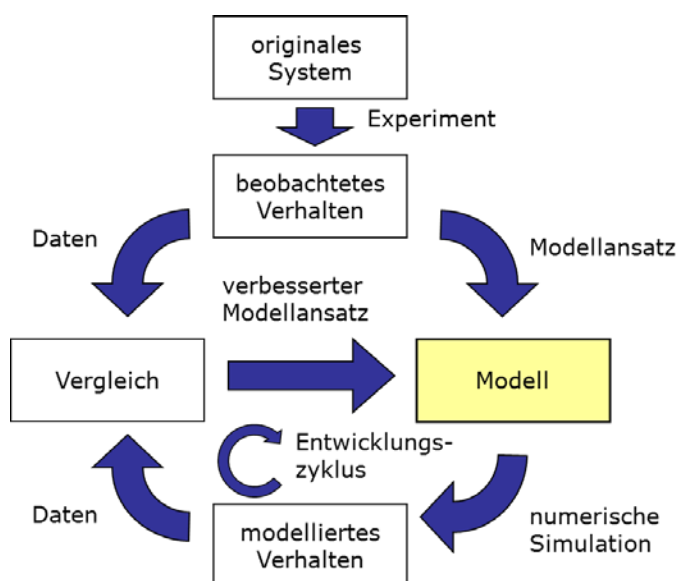 originales
System
Experiment
beobachtetes
Verhalten
Daten
Modellansatz
verbesserter
Modellansatz
Vergleich
Modell
Entwicklungs-
zyklus
Daten
modelliertes
Verhalten
numerische
Simulation